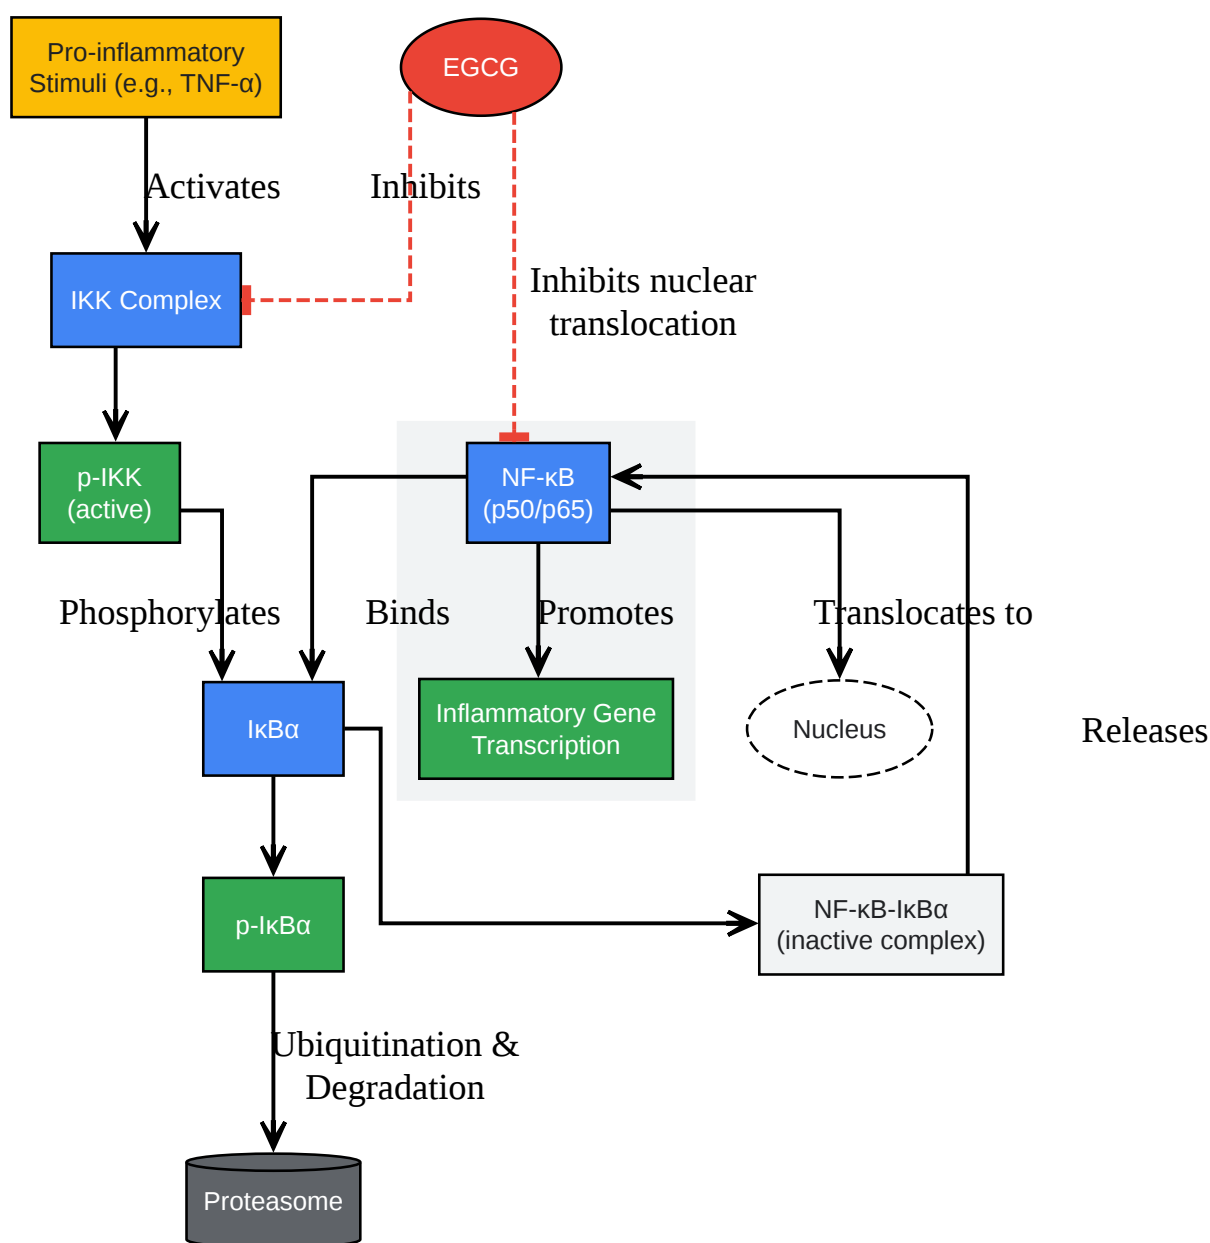 Pro-inflammatory
Stimuli (e.g., TNF-α)
EGCG
Activates
Inhibits
IKK Complex
Inhibits nuclear
translocation
p-IKK
(active)
NF-κB
(p50/p65)
Phosphorylates
Binds
Promotes
Translocates to
IκBα
Inflammatory Gene
Transcription
Nucleus
Releases
p-IκBα
NF-κB-IκBα
(inactive complex)
Ubiquitination &
Degradation
Proteasome